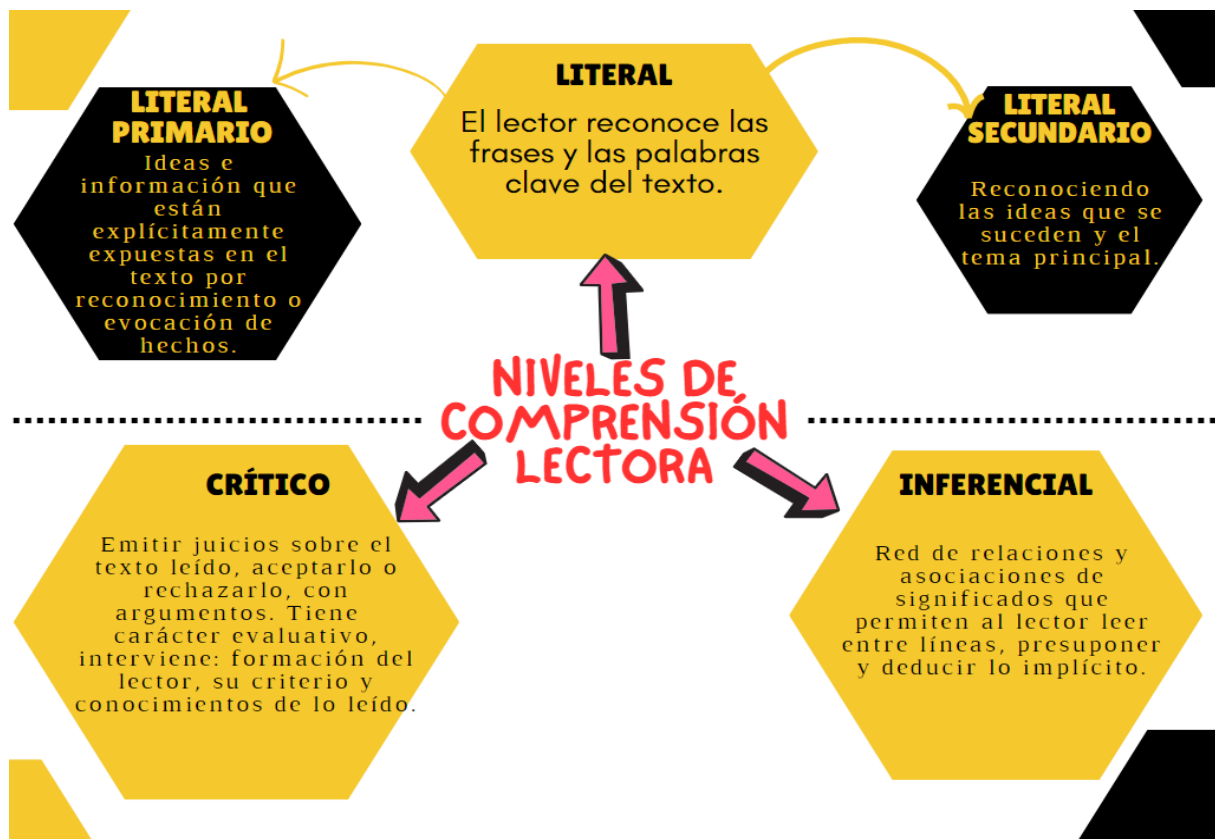 LITERAL
El lector reconoce las
frases y las palabras
clave del texto.
LITERAL
PRIMARIO
Ideas e
información que
están
explícitamente
expuestas en el
texto por
reconocimiento o
evocación de
hechos.
LITERAL
SECUNDARIO
Reconociendo
las ideas que se
suceden y el
tema principal.
NIVELES DE
COMPRENSIÓN
LECTORA
CRÍTICO
Emitir juicios sobre el
texto leído, aceptarlo o
rechazarlo, con
argumentos. Tiene
carácter evaluativo,
interviene: formación del
lector, su criterio y
conocimientos de lo leído.
INFERENCIAL
Red de relaciones y
asociaciones de
significados que
permiten al lector leer
entre líneas, presuponer
y deducir lo implícito.